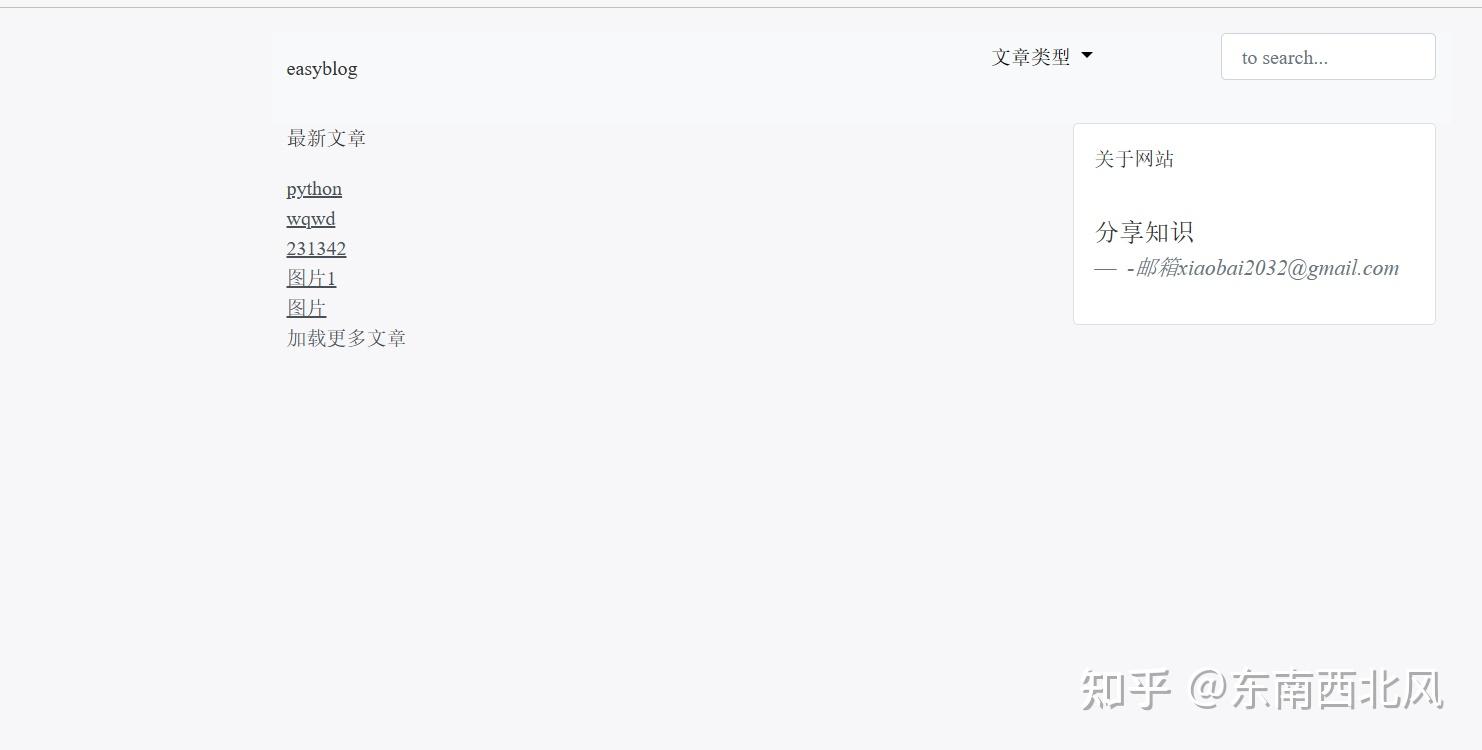 easyblog
文章类型
to search...
最新文章
python
wqwd
231342
图片1
图片
加载更多文章
关于网站
分享知识
— -邮箱xiaobai2032@gmail.com
知乎 @东南西北风